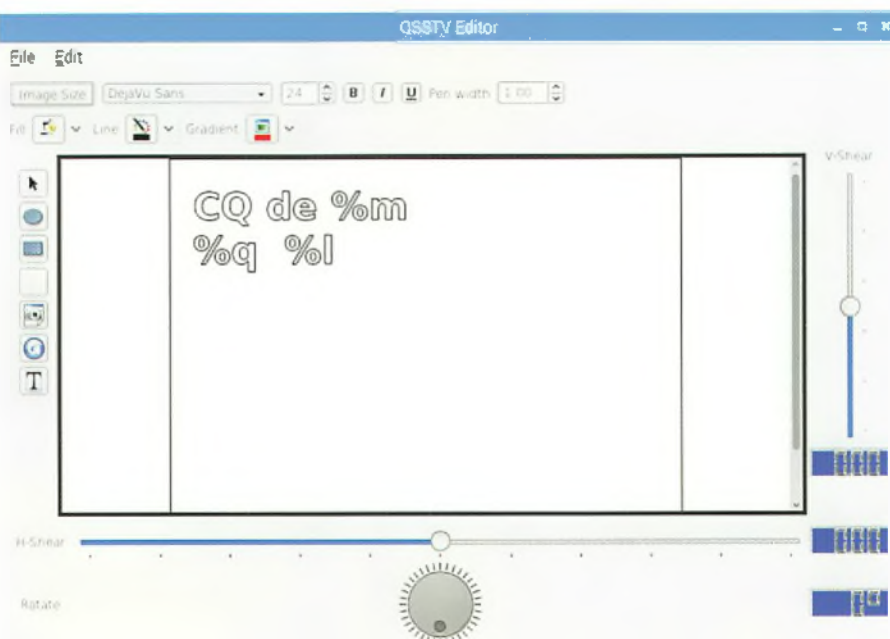 QSSTV Editor
File Edit
Image Size DejaVu Sans 24 B I U Pen width 1.00
Fill Line Gradient
V-Shear
CQ de %m
%q %l
T
H-Shear
Rotate